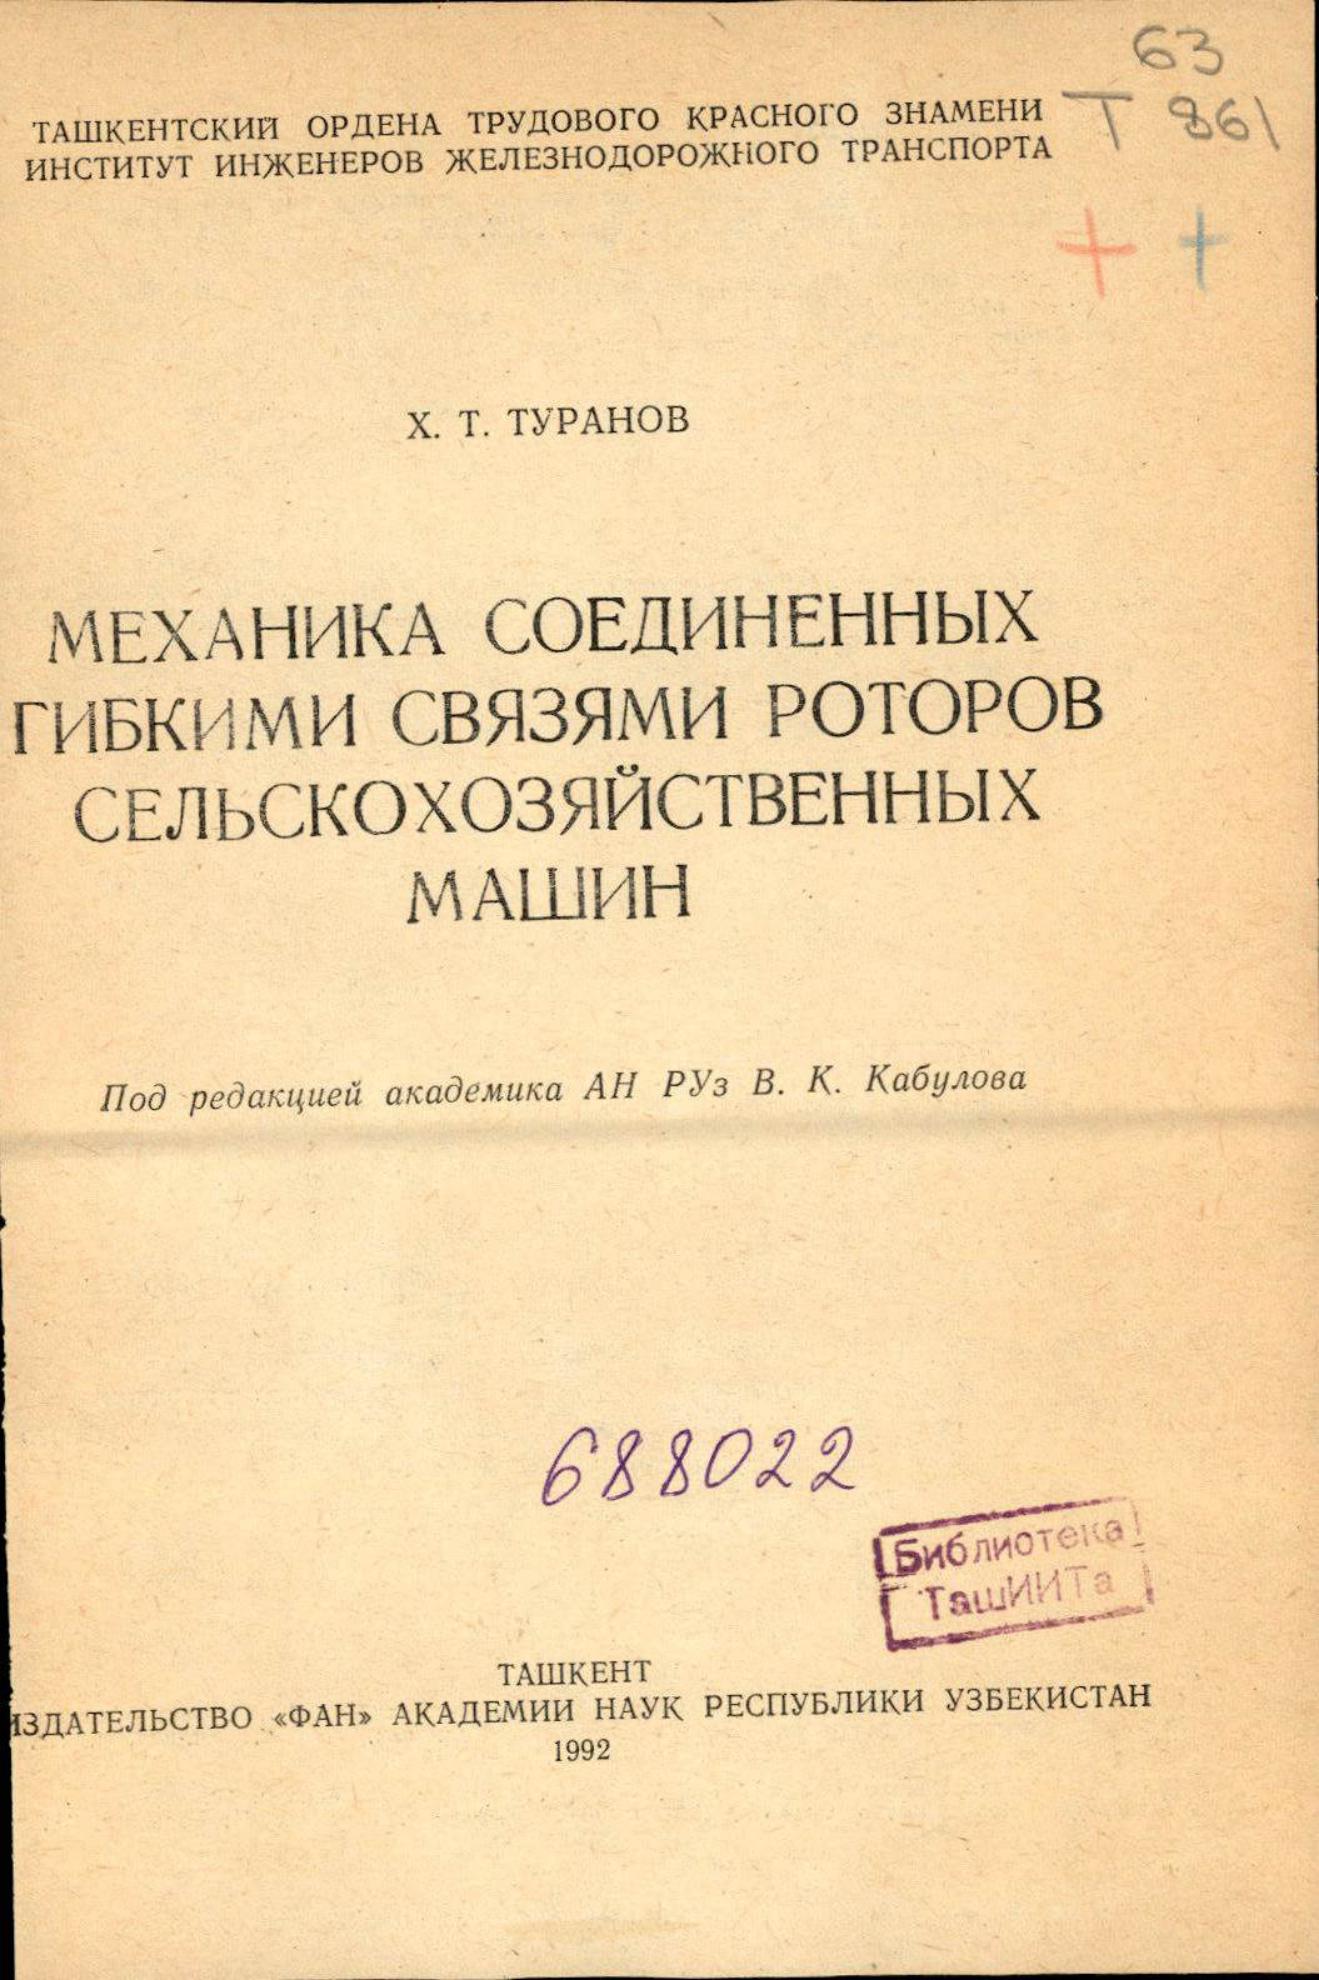 63
Т 861
ТАШКЕНТСКИЙ ОРДЕНА ТРУДОВОГО КРАСНОГО ЗНАМЕНИ
ИНСТИТУТ ИНЖЕНЕРОВ ЖЕЛЕЗНОДОРОЖНОГО ТРАНСПОРТА
Х. Т. ТУРАНОВ
МЕХАНИКА СОЕДИНЕННЫХ
ГИБКИМИ СВЯЗЯМИ РОТОРОВ
СЕЛЬСКОХОЗЯЙСТВЕННЫХ
МАШИН
Под редакцией академика АН РУз В. К. Кабулова
688022
Библиотека
ТашИИТа
ТАШКЕНТ
ИЗДАТЕЛЬСТВО «ФАН» АКАДЕМИИ НАУК РЕСПУБЛИКИ УЗБЕКИСТАН
1992